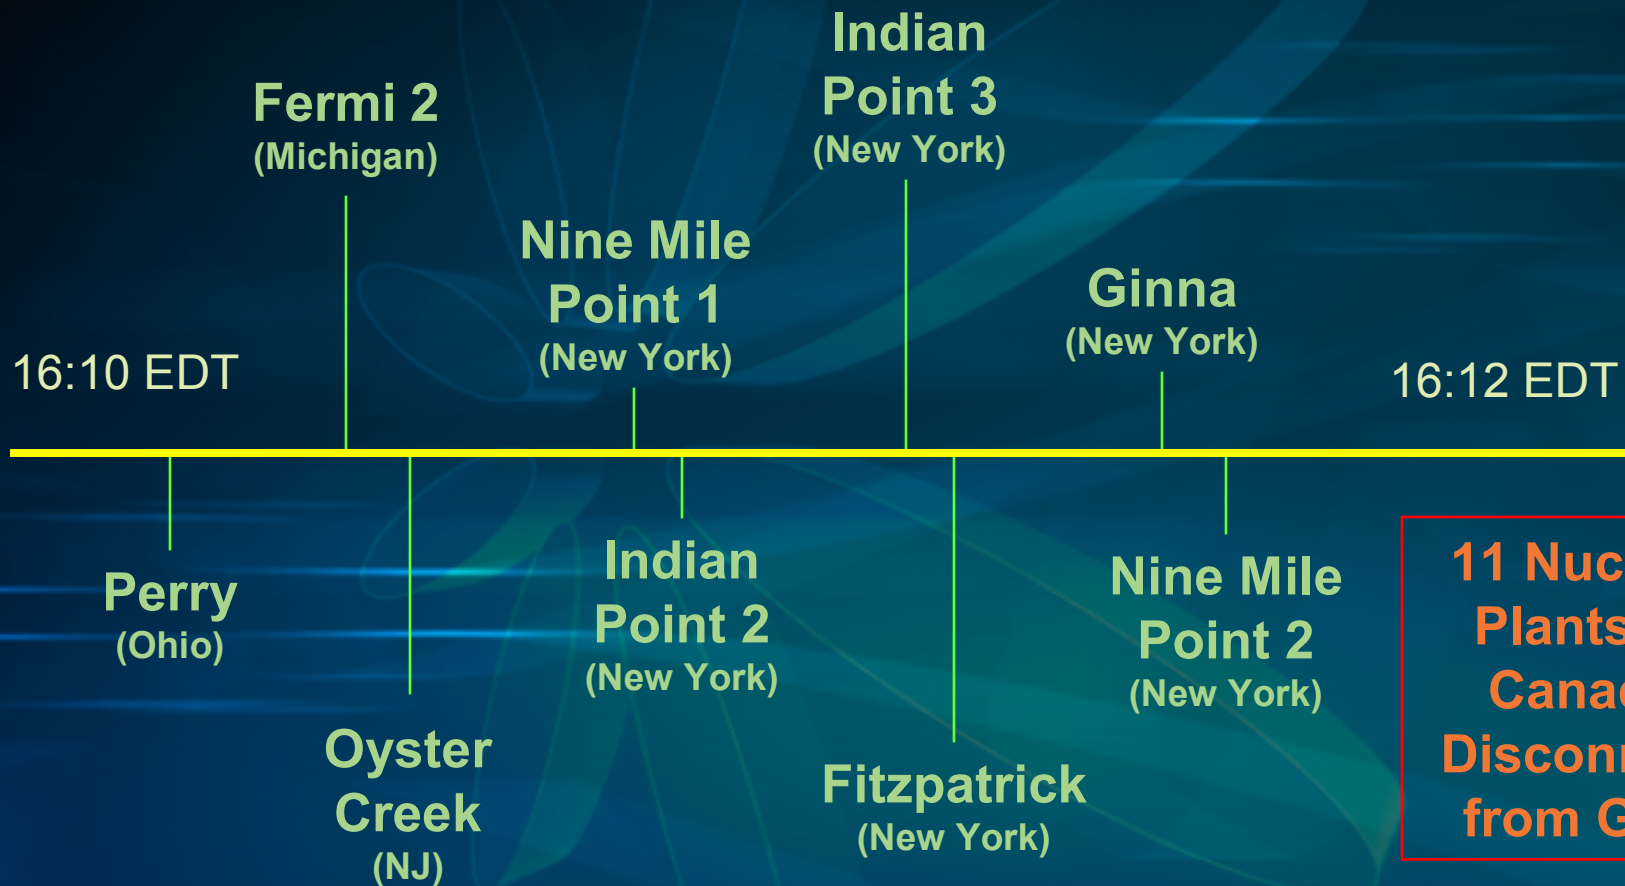 Indian
Point 3
(New York)
Fermi 2
(Michigan)
Nine Mile
Point 1
(New York)
Ginna
(New York)
16:10 EDT
16:12 EDT
Perry
(Ohio)
Oyster
Creek
(NJ)
Indian
Point 2
(New York)
Fitzpatrick
(New York)
Nine Mile
Point 2
(New York)
11 Nuc
Plants
Cana
Discon
from G